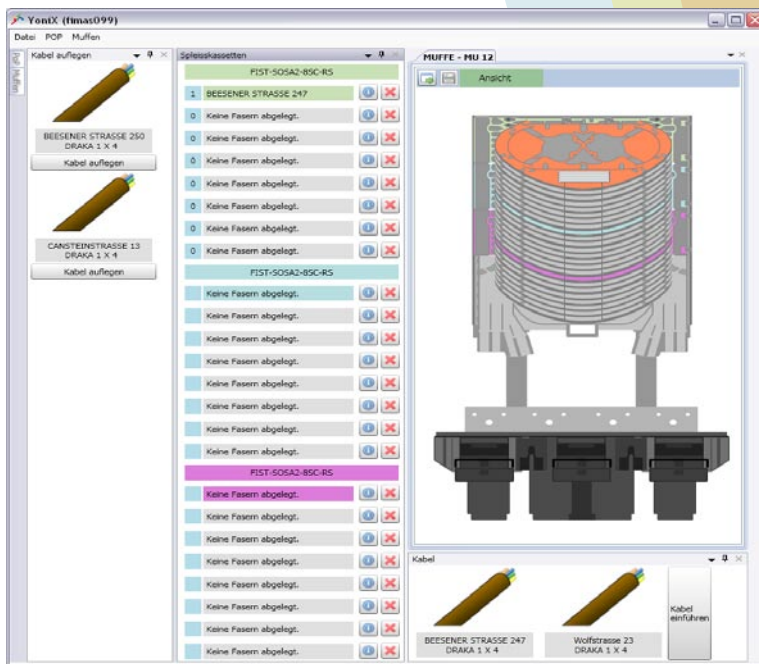 YoniX (fimas099)
Datei POP Muffen
PoP
Muffen
Kabel auflegen
BEESENER STRASSE 250
DRAKA 1 X 4
Kabel auflegen
CANSTEINSTRASSE 13
DRAKA 1 X 4
Kabel auflegen
Spleisskassetten
FIST-SOSA2-8SC-RS
1 BEESENER STRASSE 247
0 Keine Fasern abgelegt.
0 Keine Fasern abgelegt.
0 Keine Fasern abgelegt.
0 Keine Fasern abgelegt.
0 Keine Fasern abgelegt.
0 Keine Fasern abgelegt.
0 Keine Fasern abgelegt.
FIST-SOSA2-8SC-RS
Keine Fasern abgelegt.
Keine Fasern abgelegt.
Keine Fasern abgelegt.
Keine Fasern abgelegt.
Keine Fasern abgelegt.
Keine Fasern abgelegt.
Keine Fasern abgelegt.
Keine Fasern abgelegt.
FIST-SOSA2-8SC-RS
Keine Fasern abgelegt.
Keine Fasern abgelegt.
Keine Fasern abgelegt.
Keine Fasern abgelegt.
Keine Fasern abgelegt.
Keine Fasern abgelegt.
Keine Fasern abgelegt.
Keine Fasern abgelegt.
MUFFE - MU 12
Ansicht
Kabel
BEESENER STRASSE 247
DRAKA 1 X 4
Wolfstrasse 23
DRAKA 1 X 4
Kabel
einführen